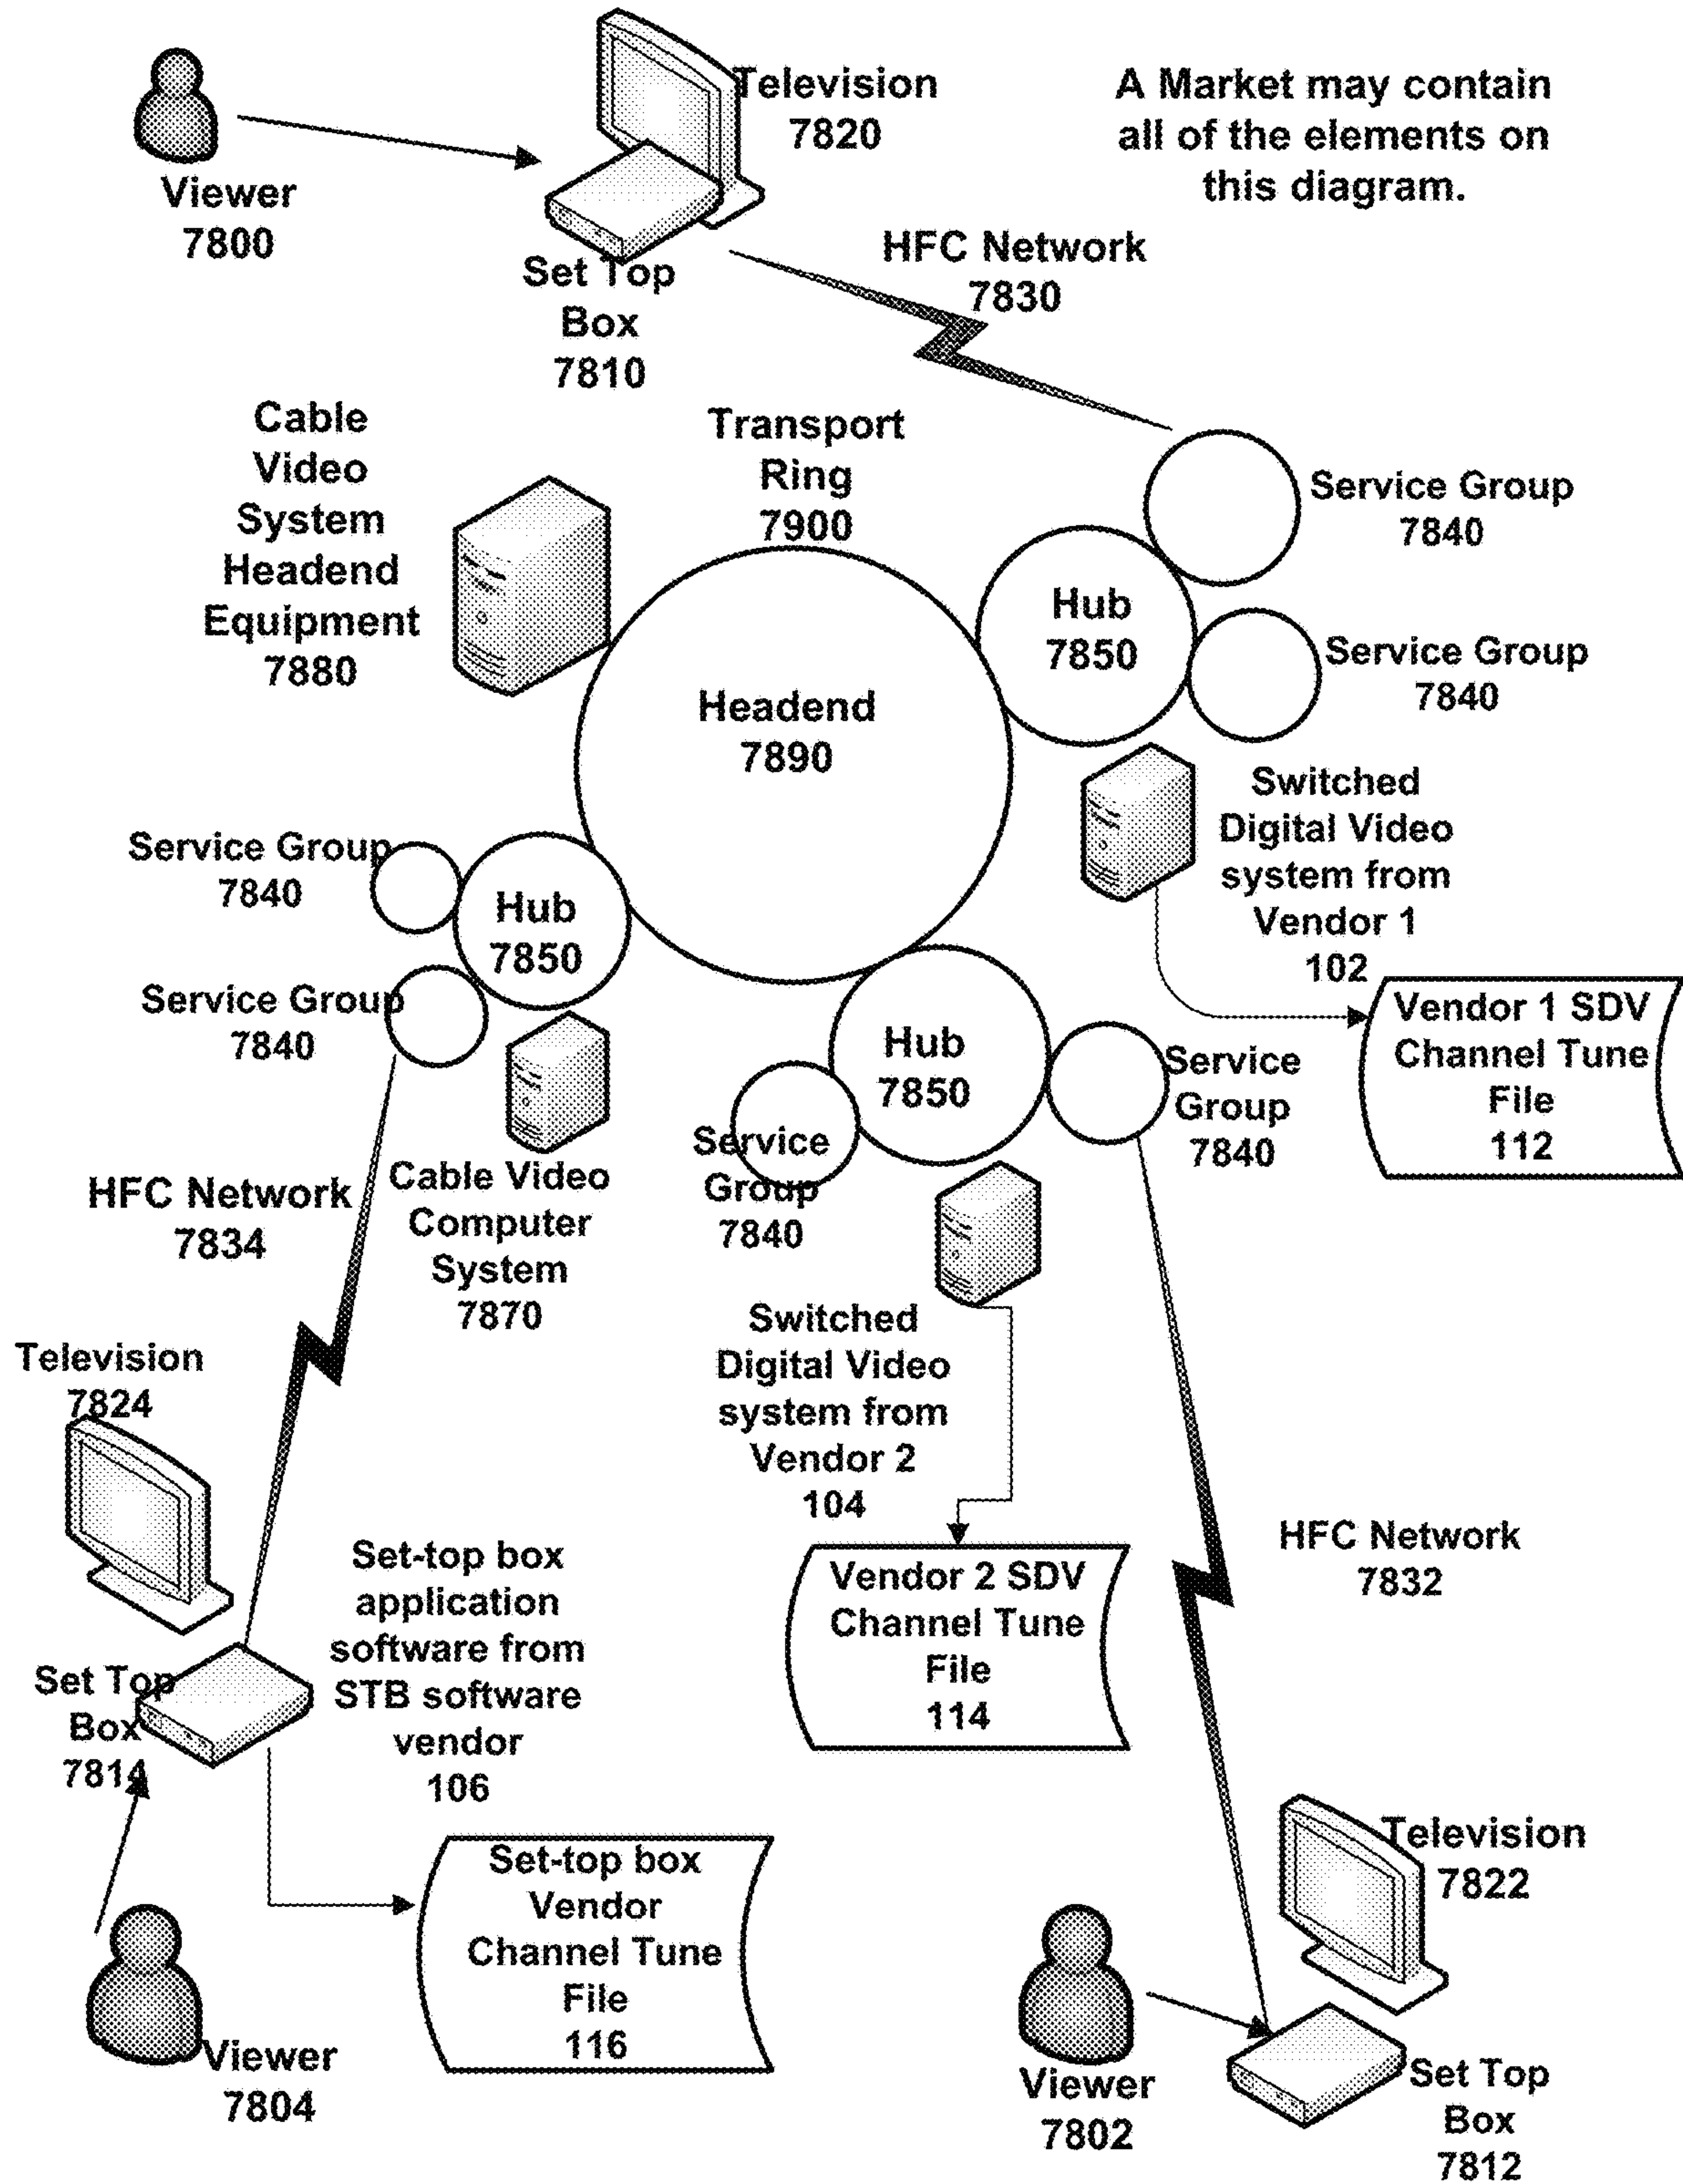 Television
7820
A Market may contain
all of the elements on
this diagram.
Viewer
7800
Set Top
Box
7810
HFC Network
7830
Cable
Video
System
Headend
Equipment
7880
Transport
Ring
7900
Service Group
7840
Hub
7850
Service Group
7840
Headend
7890
Switched
Digital Video
system from
Vendor 1
102
Service Group
7840
Hub
7850
Service Group
7840
Vendor 1 SDV
Channel Tune
File
112
Hub
7850
Service
Group
7840
Service
Group
7840
HFC Network
7834
Cable Video
Computer
System
7870
Switched
Digital Video
system from
Vendor 2
104
Television
7824
HFC Network
7832
Set-top box
application
software from
STB software
vendor
106
Vendor 2 SDV
Channel Tune
File
114
Set Top
Box
7814
Television
7822
Set-top box
Vendor
Channel Tune
File
116
Viewer
7804
Viewer
7802
Set Top
Box
7812